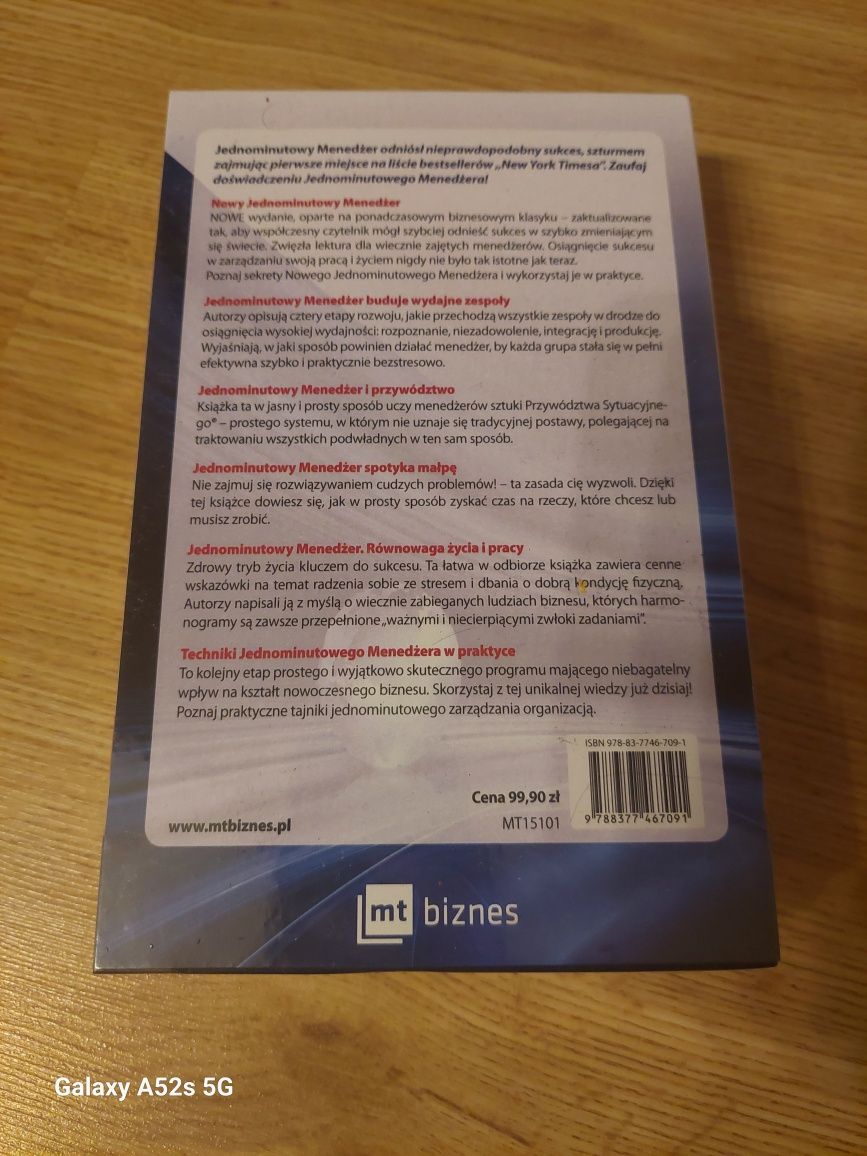 Jednominutowy Menedżer odniósł nieprawdopodobny sukces, szturmem
zajmując pierwsze miejsce na liście bestsellerów „New York Timesa”. Zaufaj
doświadczeniu Jednominutowego Menedżera!
Nowy Jednominutowy Menedżer
NOWE wydanie, oparte na ponadczasowym biznesowym klasyku – zaktualizowane
tak, aby współczesny czytelnik mógł szybciej odnieść sukces w szybko zmieniającym
się świecie. Zwięzła lektura dla wiecznie zajętych menedżerów. Osiągnięcie sukcesu
w zarządzaniu swoją pracą i życiem nigdy nie było tak istotne jak teraz.
Poznaj sekrety Nowego Jednominutowego Menedżera i wykorzystaj je w praktyce.
Jednominutowy Menedżer buduje wydajne zespoły
Autorzy opisują cztery etapy rozwoju, jakie przechodzą wszystkie zespoły w drodze do
osiągnięcia wysokiej wydajności: rozpoznanie, niezadowolenie, integrację i produkcję.
Wyjaśniają, w jaki sposób powinien działać menedżer, by każda grupa stała się w pełni
efektywna szybko i praktycznie bezstresowo.
Jednominutowy Menedżer i przywództwo
Książka ta w jasny i prosty sposób uczy menedżerów sztuki Przywództwa Sytuacyjne-
go® – prostego systemu, w którym nie uznaje się tradycyjnej postawy, polegającej na
traktowaniu wszystkich podwładnych w ten sam sposób.
Jednominutowy Menedżer spotyka małpę
Nie zajmuj się rozwiązywaniem cudzych problemów! – ta zasada cię wyzwoli. Dzięki
tej książce dowiesz się, jak w prosty sposób zyskać czas na rzeczy, które chcesz lub
musisz zrobić.
Jednominutowy Menedżer. Równowaga życia i pracy
Zdrowy tryb życia kluczem do sukcesu. Ta łatwa w odbiorze książka zawiera cenne
wskazówki na temat radzenia sobie ze stresem i dbania o dobrą kondycję fizyczną.
Autorzy napisali ją z myślą o wiecznie zabieganych ludziach biznesu, których harmo-
nogramy są zawsze przepełnione „ważnymi i niecierpiącymi zwłoki zadaniami”.
Techniki Jednominutowego Menedżera w praktyce
To kolejny etap prostego i wyjątkowo skutecznego programu mającego niebagatelny
wpływ na kształt nowoczesnego biznesu. Skorzystaj z tej unikalnej wiedzy już dzisiaj!
Poznaj praktyczne tajniki jednominutowego zarządzania organizacją.
ISBN 978-83-7746-709-1
Cena 99,90 zł
MT15101
9 788377 467091
www.mtbiznes.pl
mt biznes
Galaxy A52s 5G